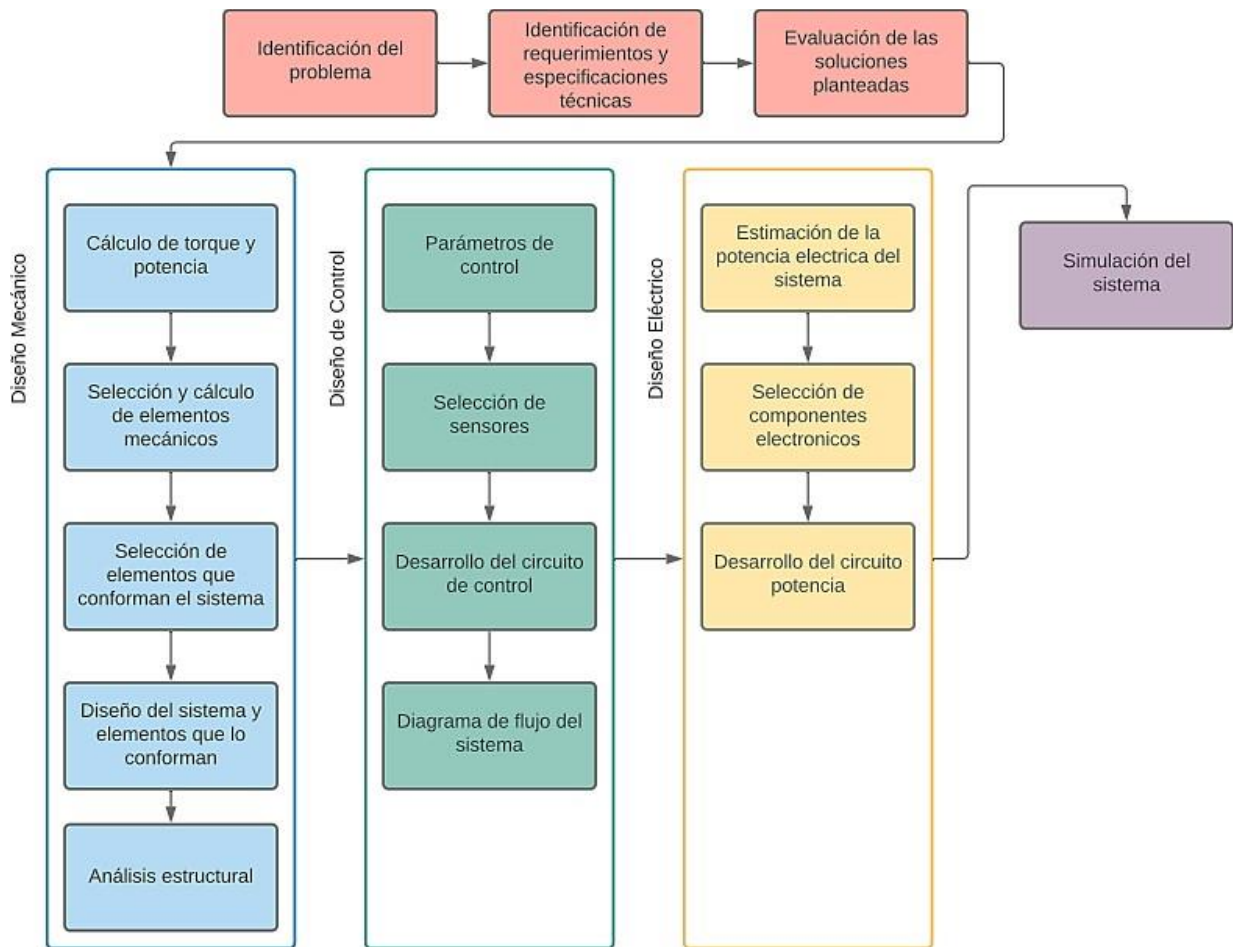 Identificación del
problema
Identificación de
requerimientos y
especificaciones
técnicas
Evaluación de las
soluciones
planteadas
Diseño Mecánico
Cálculo de torque y
potencia
Selección y cálculo
de elementos
mecánicos
Selección de
elementos que
conforman el sistema
Diseño del sistema y
elementos que lo
conforman
Análisis estructural
Diseño de Control
Parámetros de
control
Selección de
sensores
Desarrollo del circuito
de control
Diagrama de flujo del
sistema
Diseño Eléctrico
Estimación de la
potencia electrica del
sistema
Selección de
componentes
electronicos
Desarrollo del circuito
potencia
Simulación del
sistema